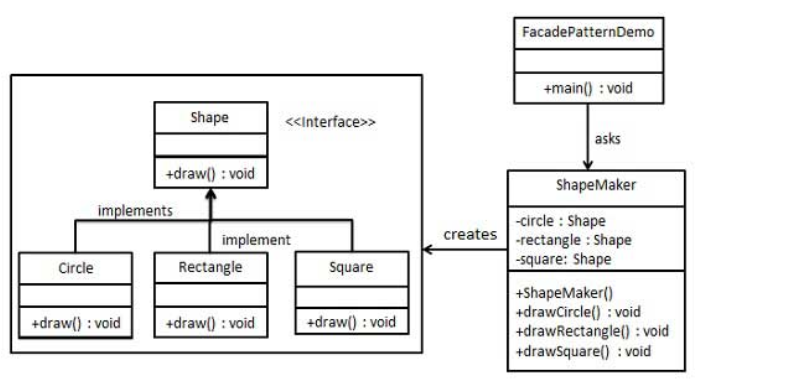 FacadePatternDemo
+main() : void
asks
Shape
<<Interface>>
+draw() : void
implements
implement
Circle
+draw() : void
Rectangle
+draw() : void
Square
+draw() : void
creates
ShapeMaker
-circle : Shape
-rectangle : Shape
-square: Shape
+ShapeMaker()
+drawCircle() : void
+drawRectangle() : void
+drawSquare() : void